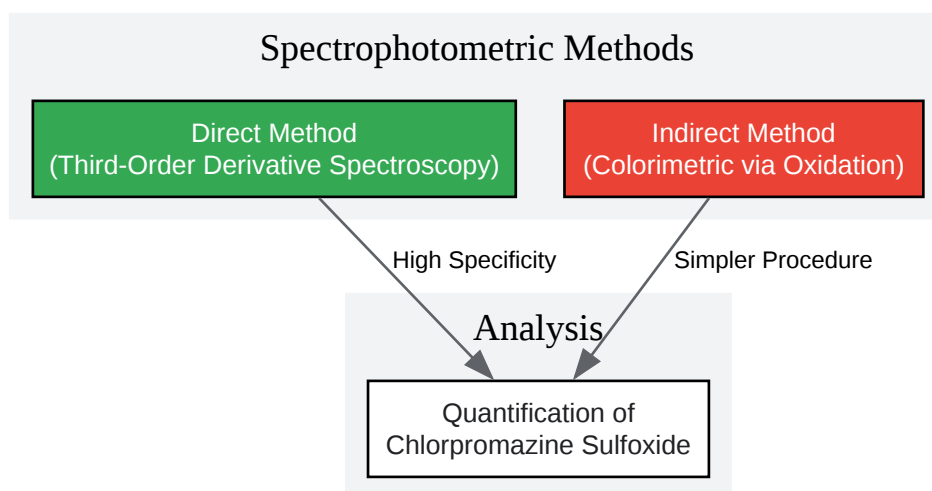 Spectrophotometric Methods
Direct Method
(Third-Order Derivative Spectroscopy)
Indirect Method
(Colorimetric via Oxidation)
High Specificity
Simpler Procedure
Analysis
Quantification of
Chlorpromazine Sulfoxide